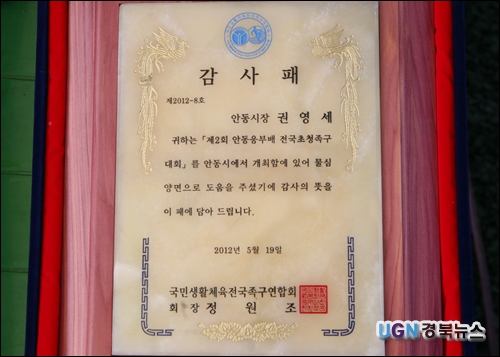 감 사 패
제2012-8호
안동시장 권 영 세
귀하는 「제2회 안동웅부배 전국초청족구
대회」를 안동시에서 개최함에 있어 물심
양면으로 도움을 주셨기에 감사의 뜻을
이 패에 담아 드립니다.
2012년 5월 19일
국민생활체육전국족구연합회
회 장 정 원 조
UGN경북뉴스